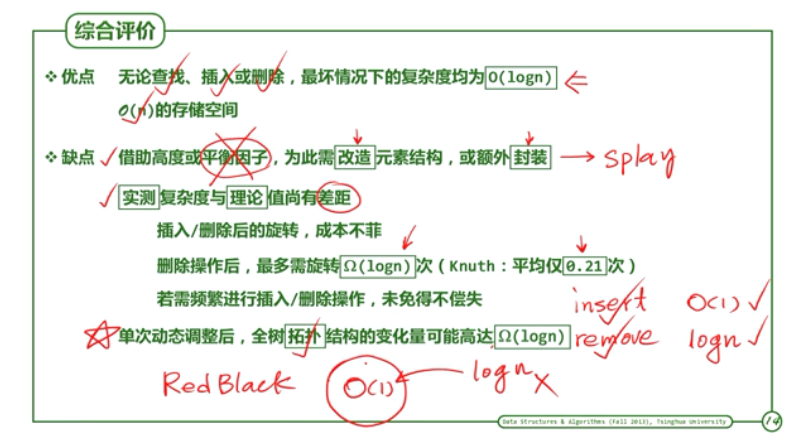 综合评价
❖ 优点 无论查找、插入或删除，最坏情况下的复杂度均为 O(logn)
O(n)的存储空间
❖ 缺点 借助高度或平衡因子，为此需 改造 元素结构，或额外 封装 → splay
实测 复杂度与 理论 值尚有差距
插入/删除后的旋转，成本不菲
删除操作后，最多需旋转 Ω(logn) 次（Knuth：平均仅 0.21 次）
若需频繁进行插入/删除操作，未免得不偿失 insert O(1)
单次动态调整后，全树 拓扑 结构的变化量可能高达 Ω(logn) remove logn
RedBlack O(1) ← logn
Data Structures & Algorithms (Fall 2013), Tsinghua University 14